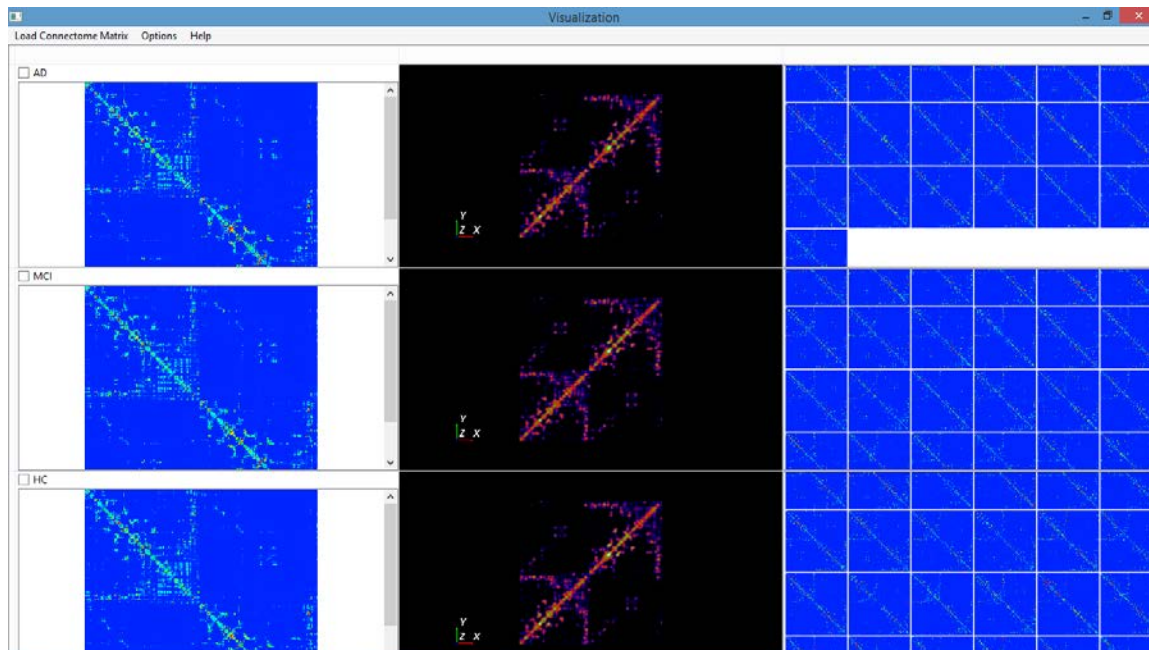 Visualization
Load Connectome Matrix Options Help
AD
Y
Z X
MCI
Y
Z X
HC
Y
Z X